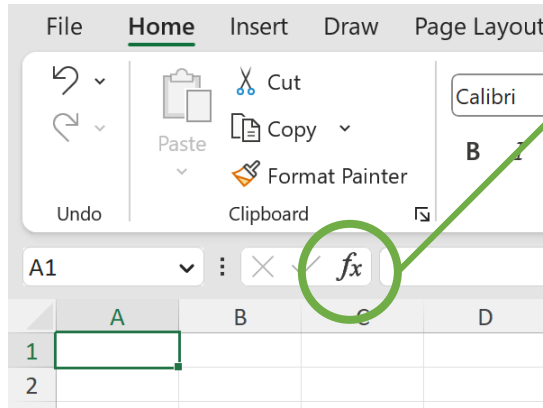 File Home Insert Draw Page Layout
Cut
Calibri
Copy
Paste
B I
Format Painter
Undo Clipboard
A1 fx
A B C D
1
2